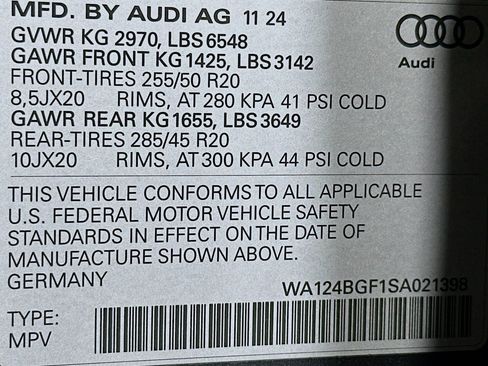 MFD. BY AUDI AG 11 24
GVWR KG 2970, LBS 6548
GAWR FRONT KG 1425, LBS 3142
FRONT-TIRES 255/50 R20
8,5JX20 RIMS, AT 280 KPA 41 PSI COLD
GAWR REAR KG 1655, LBS 3649
REAR-TIRES 285/45 R20
10JX20 RIMS, AT 300 KPA 44 PSI COLD
Audi
THIS VEHICLE CONFORMS TO ALL APPLICABLE
U.S. FEDERAL MOTOR VEHICLE SAFETY
STANDARDS IN EFFECT ON THE DATE OF
MANUFACTURE SHOWN ABOVE.
GERMANY WA124BGF1SA021398
TYPE:
MPV